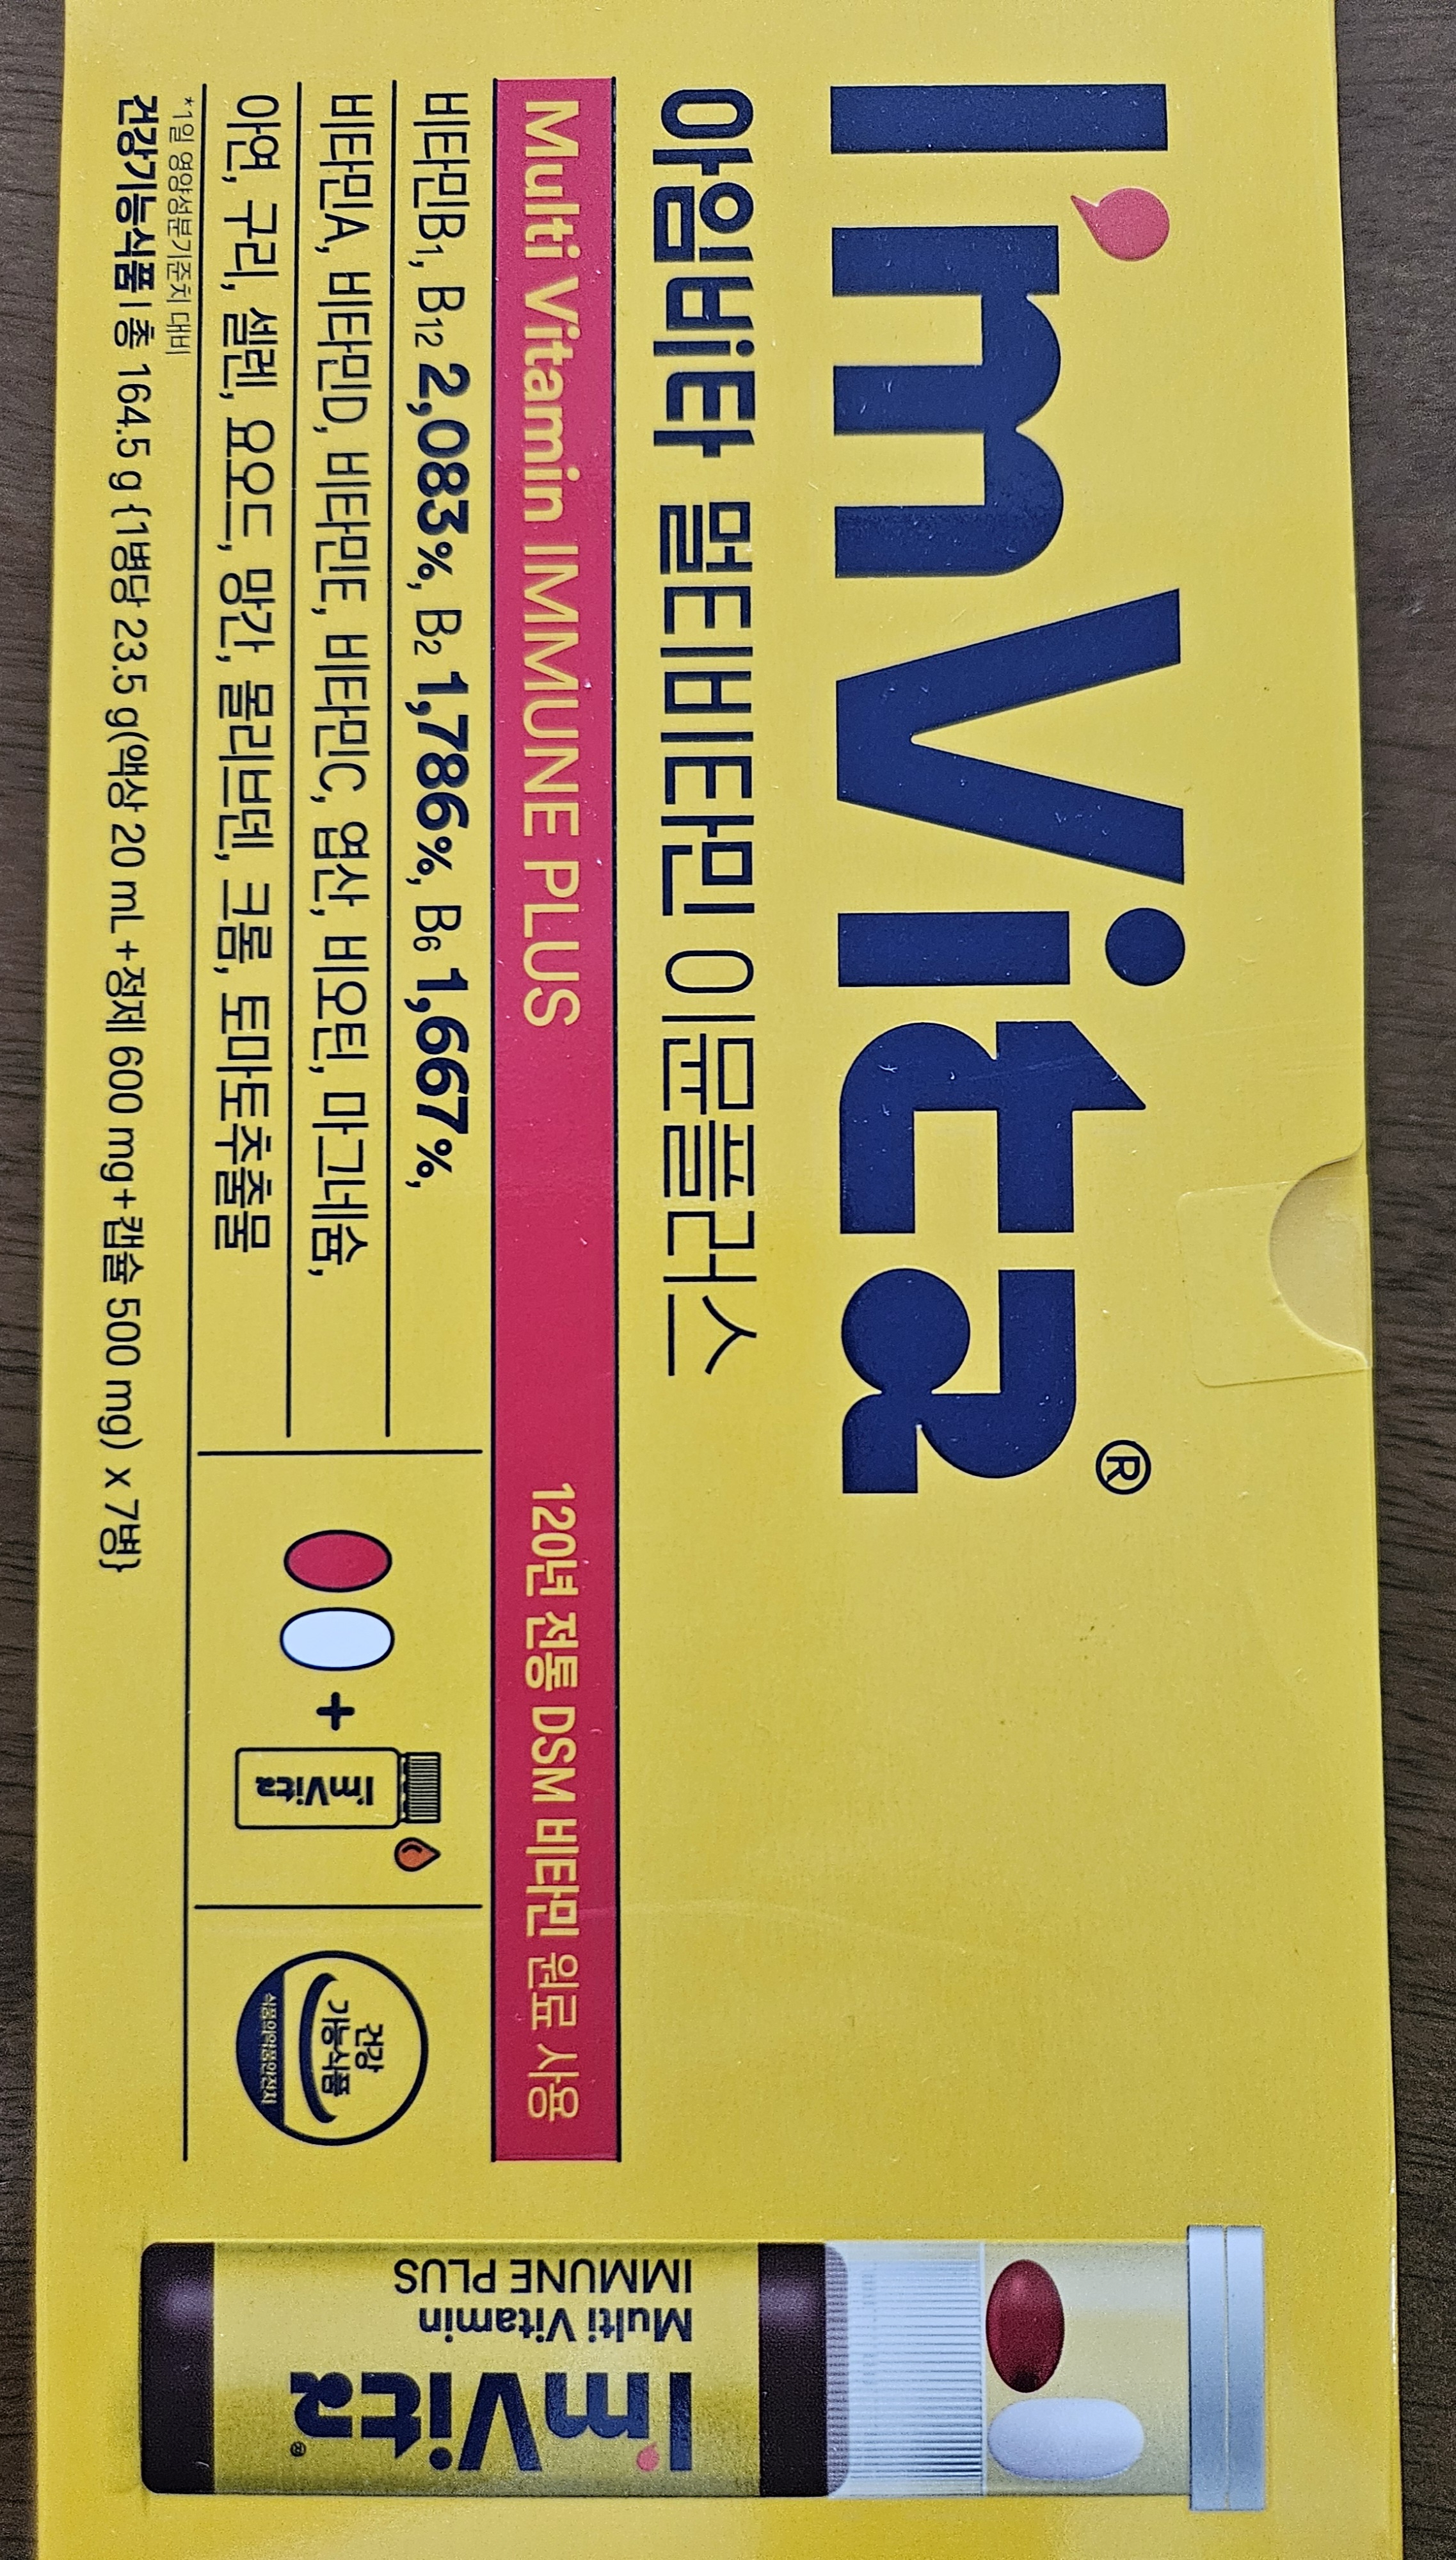 I'mVita®
아임비타 멀티비타민 이뮨플러스
Multi Vitamin IMMUNE PLUS 120년 전통 DSM 비타민 원료 사용
비타민B1, B12 2,083%, B2 1,786%, B6 1,667%,
비타민A, 비타민D, 비타민E, 비타민C, 엽산, 비오틴, 마그네슘,
아연, 구리, 셀렌, 요오드, 망간, 몰리브덴, 크롬, 토마토추출물
*1일 영양성분기준치 대비
건강기능식품 | 총 164.5 g {1병당 23.5 g(액상 20 mL+정제 600 mg+캡슐 500 mg) x 7병}
+
I'mVita
건강
기능식품
식품의약품안전처
I'mVita®
Multi Vitamin
IMMUNE PLUS